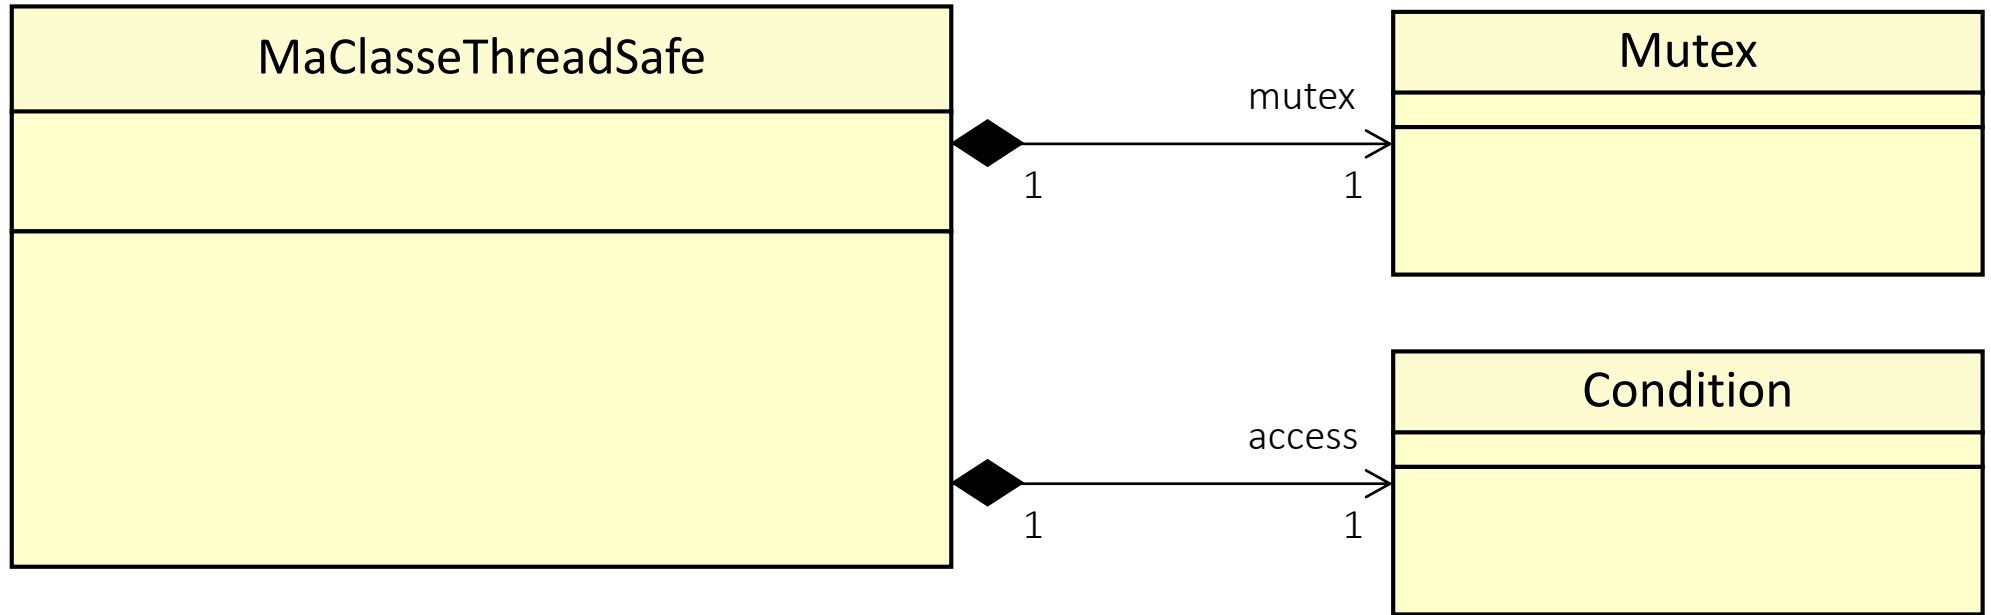 MaClasseThreadSafe
Mutex
mutex
1
1
Condition
access
1
1